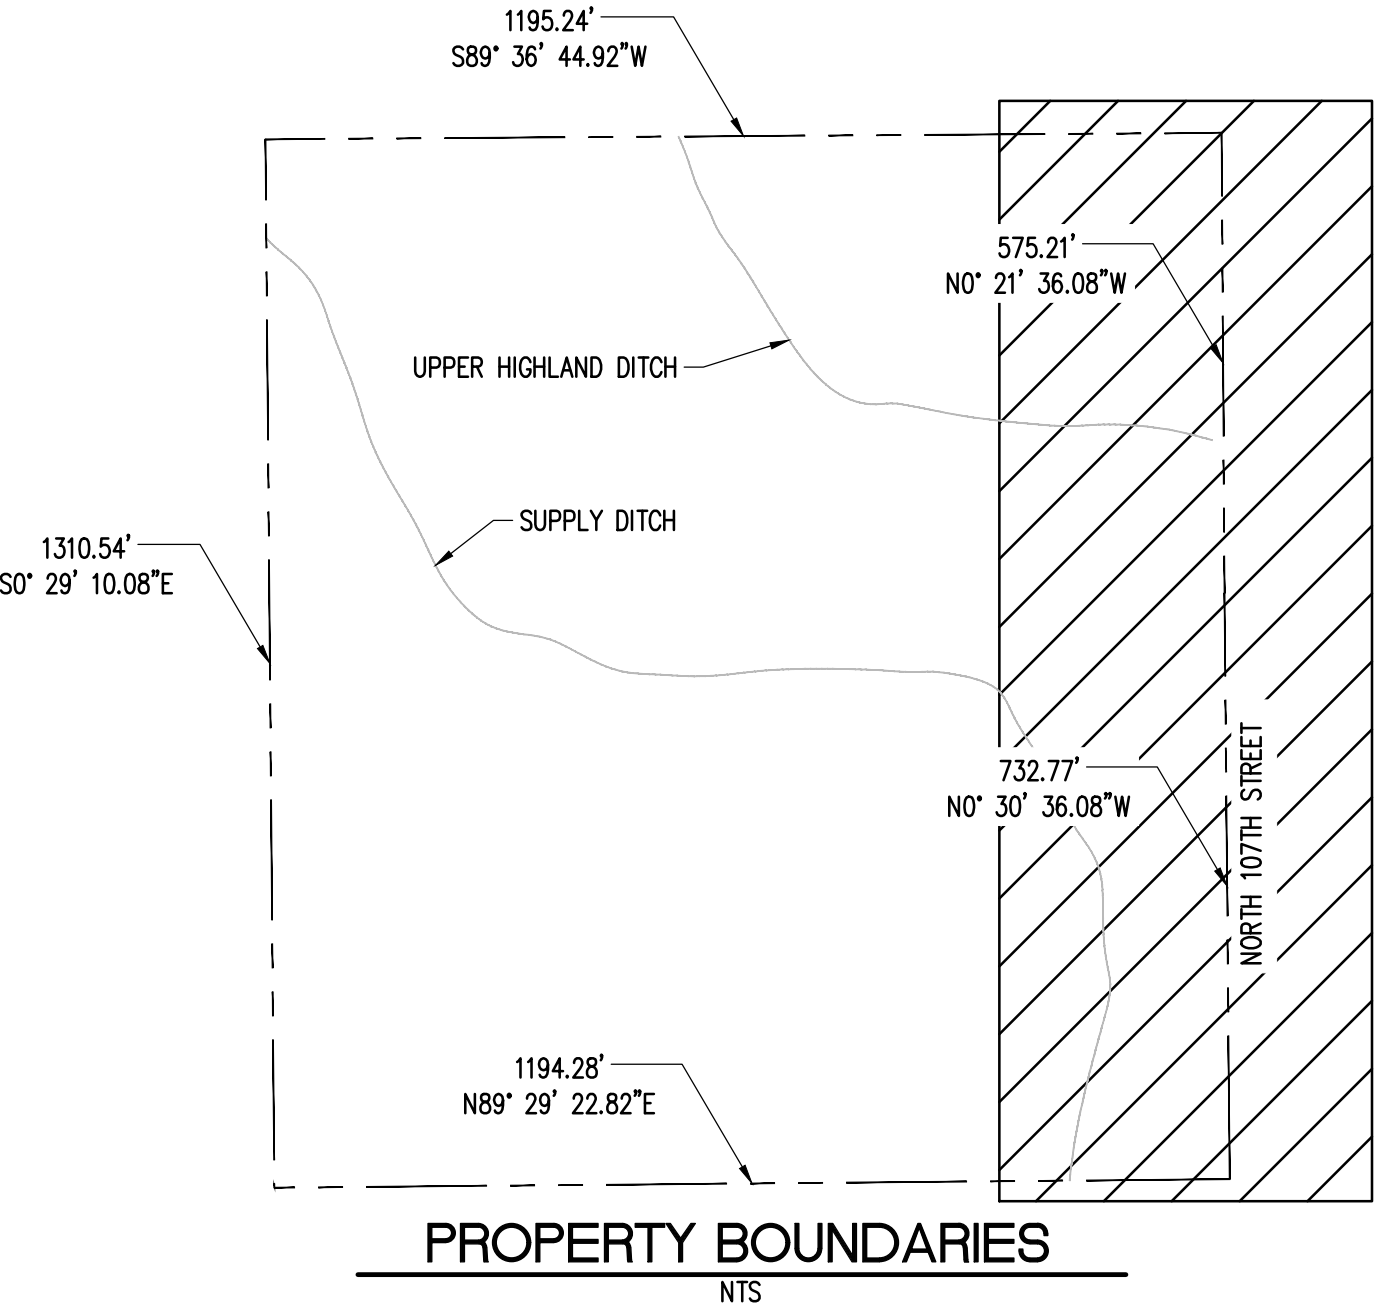 1195.24'
S89° 36' 44.92"W
575.21'
N0° 21' 36.08"W
UPPER HIGHLAND DITCH
SUPPLY DITCH
1310.54'
S0° 29' 10.08"E
732.77'
N0° 30' 36.08"W
NORTH 107TH STREET
1194.28'
N89° 29' 22.82"E
PROPERTY BOUNDARIES
NTS